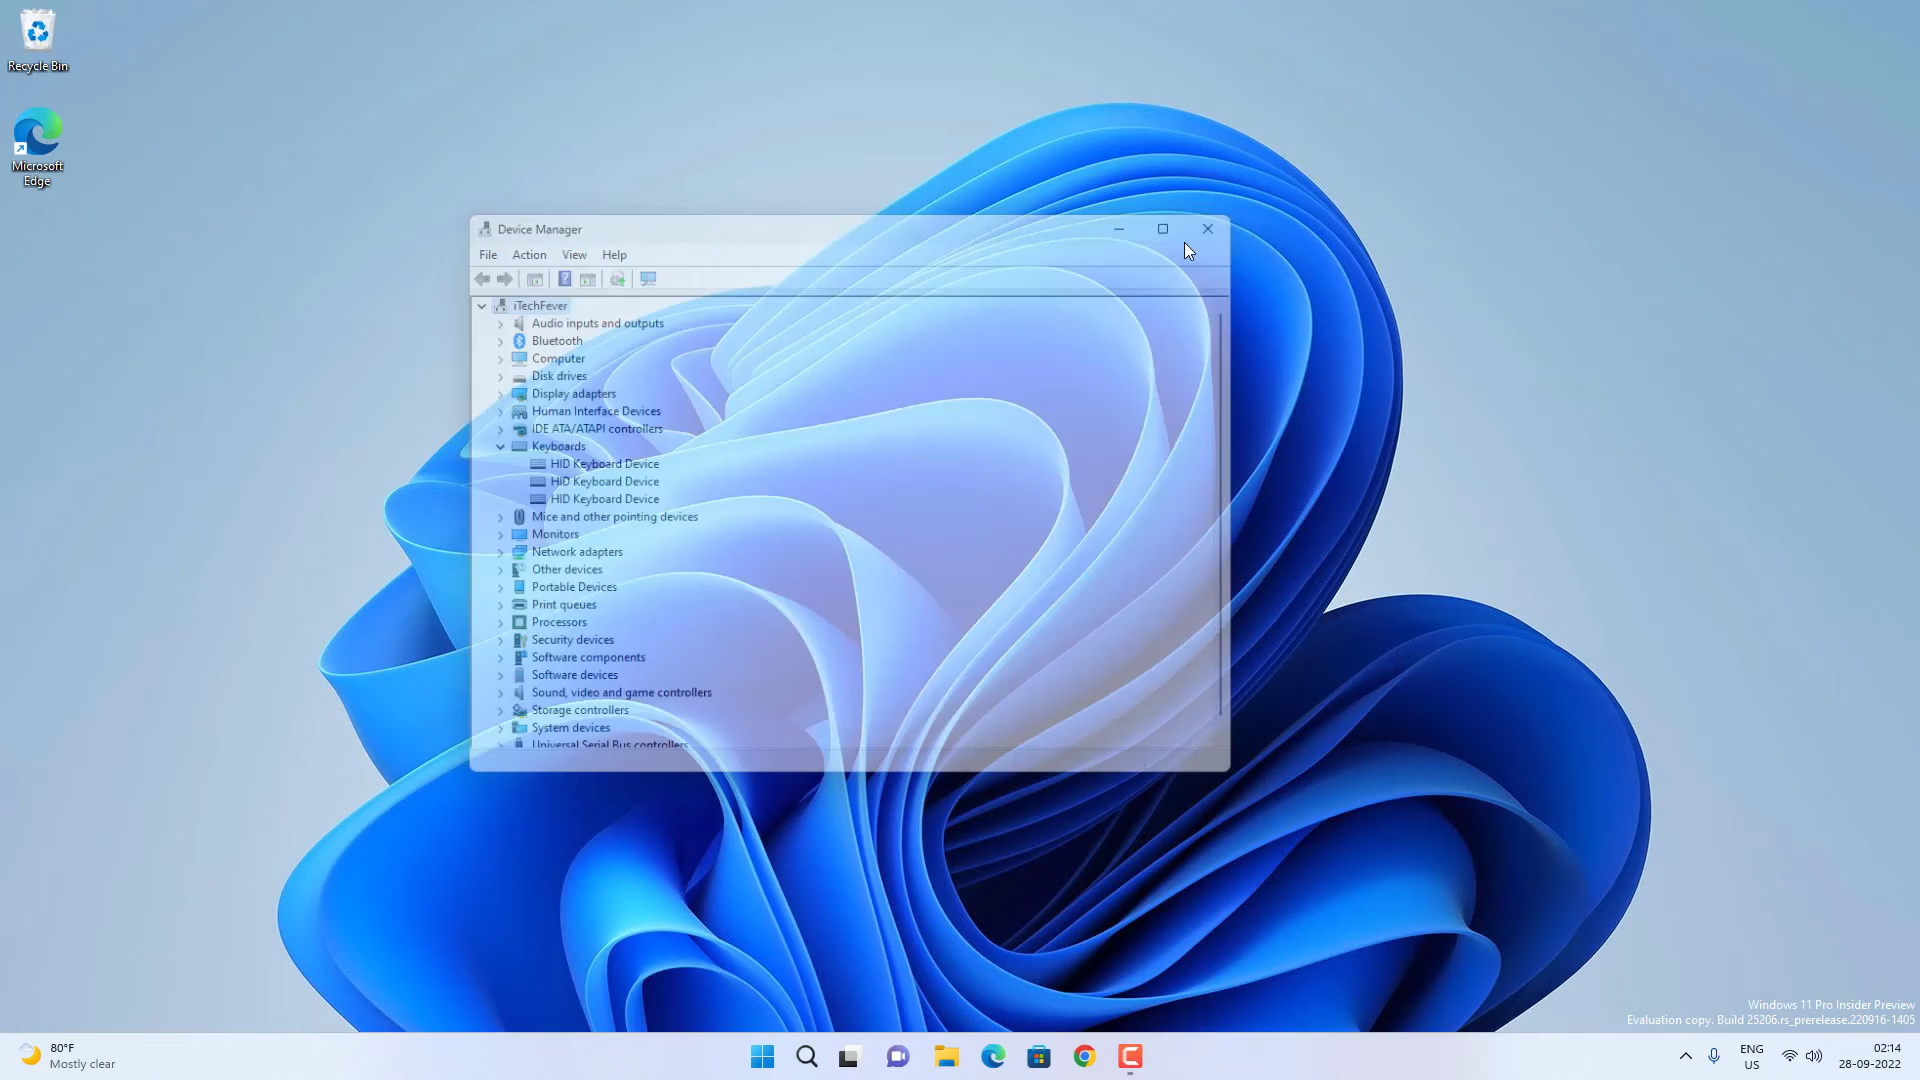 Recycle Bin
Microsoft
Edge
Device Manager
File Action View Help
iTechFever
Audio inputs and outputs
Bluetooth
Computer
Disk drives
Display adapters
Human Interface Devices
IDE ATA/ATAPI controllers
Keyboards
HID Keyboard Device
HID Keyboard Device
HID Keyboard Device
Mice and other pointing devices
Monitors
Network adapters
Other devices
Portable Devices
Print queues
Processors
Security devices
Software components
Software devices
Sound, video and game controllers
Storage controllers
System devices
Universal Serial Bus controllers
Windows 11 Pro Insider Preview
Evaluation copy. Build 25206.rs_prerelease.220916-1405
80°F
Mostly clear
ENG
US
02:14
28-09-2022